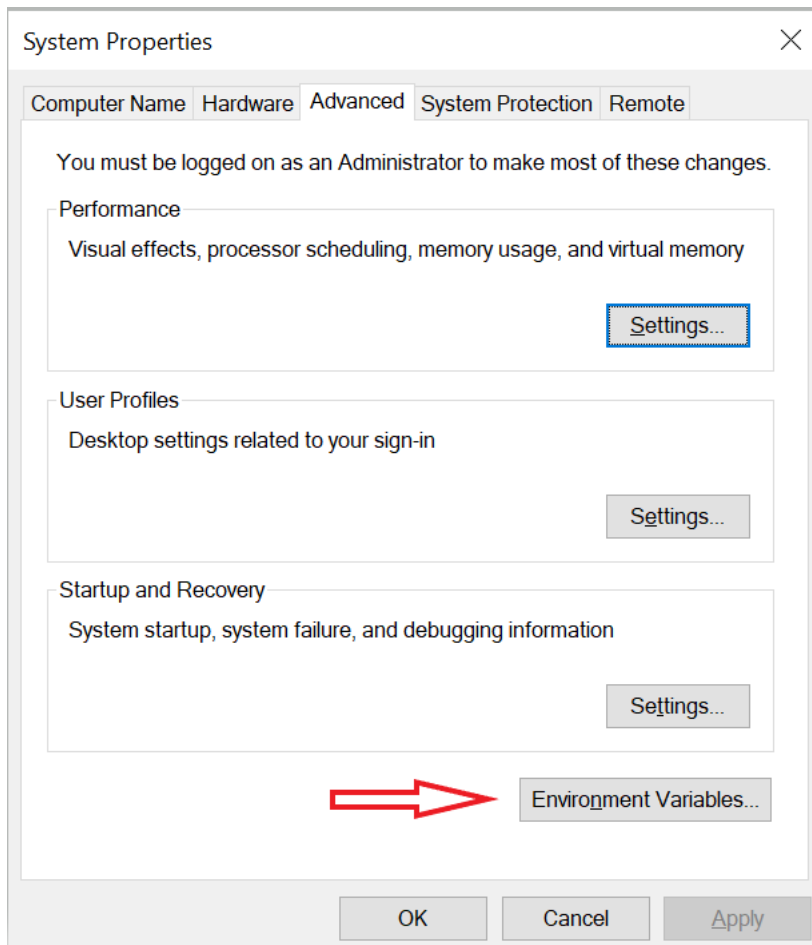 System Properties
Computer Name Hardware Advanced System Protection Remote
You must be logged on as an Administrator to make most of these changes.
Performance
Visual effects, processor scheduling, memory usage, and virtual memory
Settings...
User Profiles
Desktop settings related to your sign-in
Settings...
Startup and Recovery
System startup, system failure, and debugging information
Settings...
Environment Variables...
OK Cancel Apply